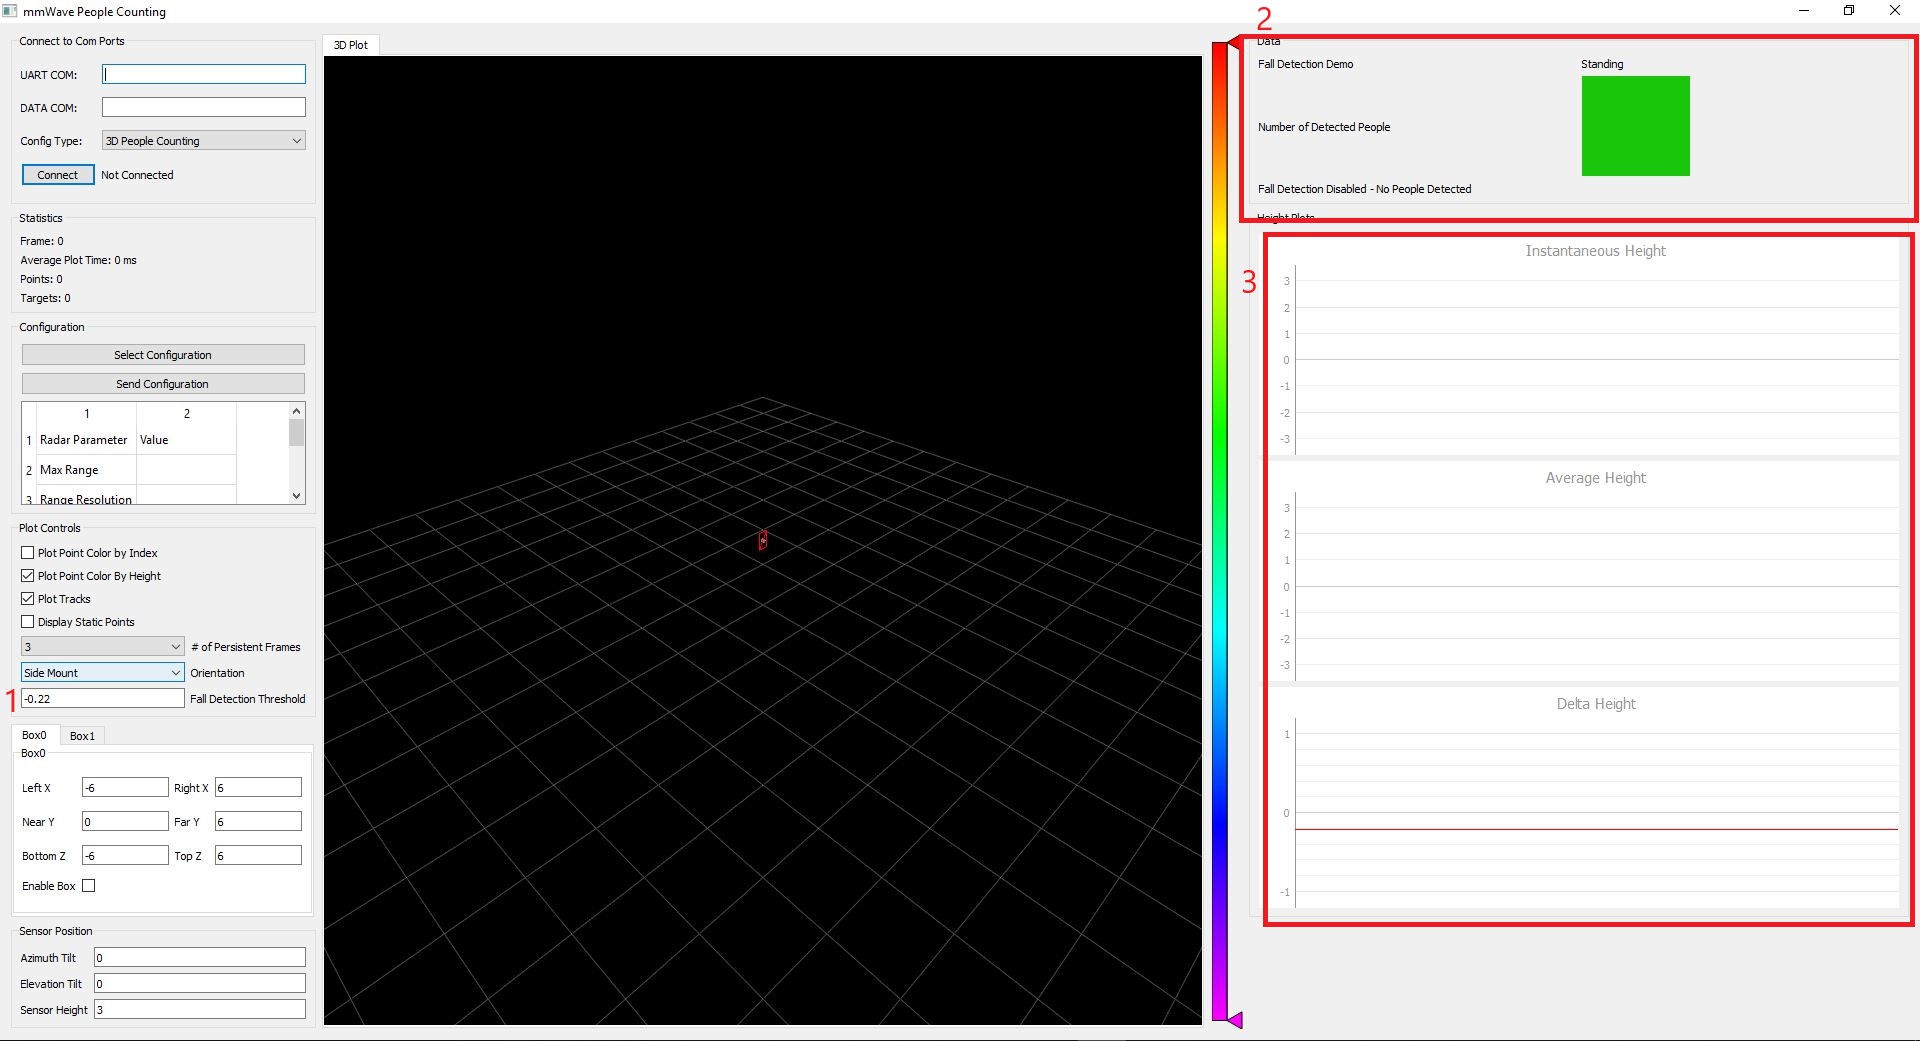 mmWave People Counting
Connect to Com Ports
UART COM:
DATA COM:
Config Type: 3D People Counting
Connect Not Connected
Statistics
Frame: 0
Average Plot Time: 0 ms
Points: 0
Targets: 0
Configuration
Select Configuration
Send Configuration
1 2
1 Radar Parameter Value
2 Max Range
3 Range Resolution
Plot Controls
Plot Point Color by Index
Plot Point Color By Height
Plot Tracks
Display Static Points
3 # of Persistent Frames
Side Mount Orientation
1 -0.22 Fall Detection Threshold
Box0 Box1
Box0
Left X -6 Right X 6
Near Y 0 Far Y 6
Bottom Z -6 Top Z 6
Enable Box
Sensor Position
Azimuth Tilt 0
Elevation Tilt 0
Sensor Height 3
3D Plot
2
Data
Fall Detection Demo Standing
Number of Detected People
Fall Detection Disabled - No People Detected
Height Plots
3
Instantaneous Height
3
2
1
0
-1
-2
-3
Average Height
3
2
1
0
-1
-2
-3
Delta Height
1
0
-1